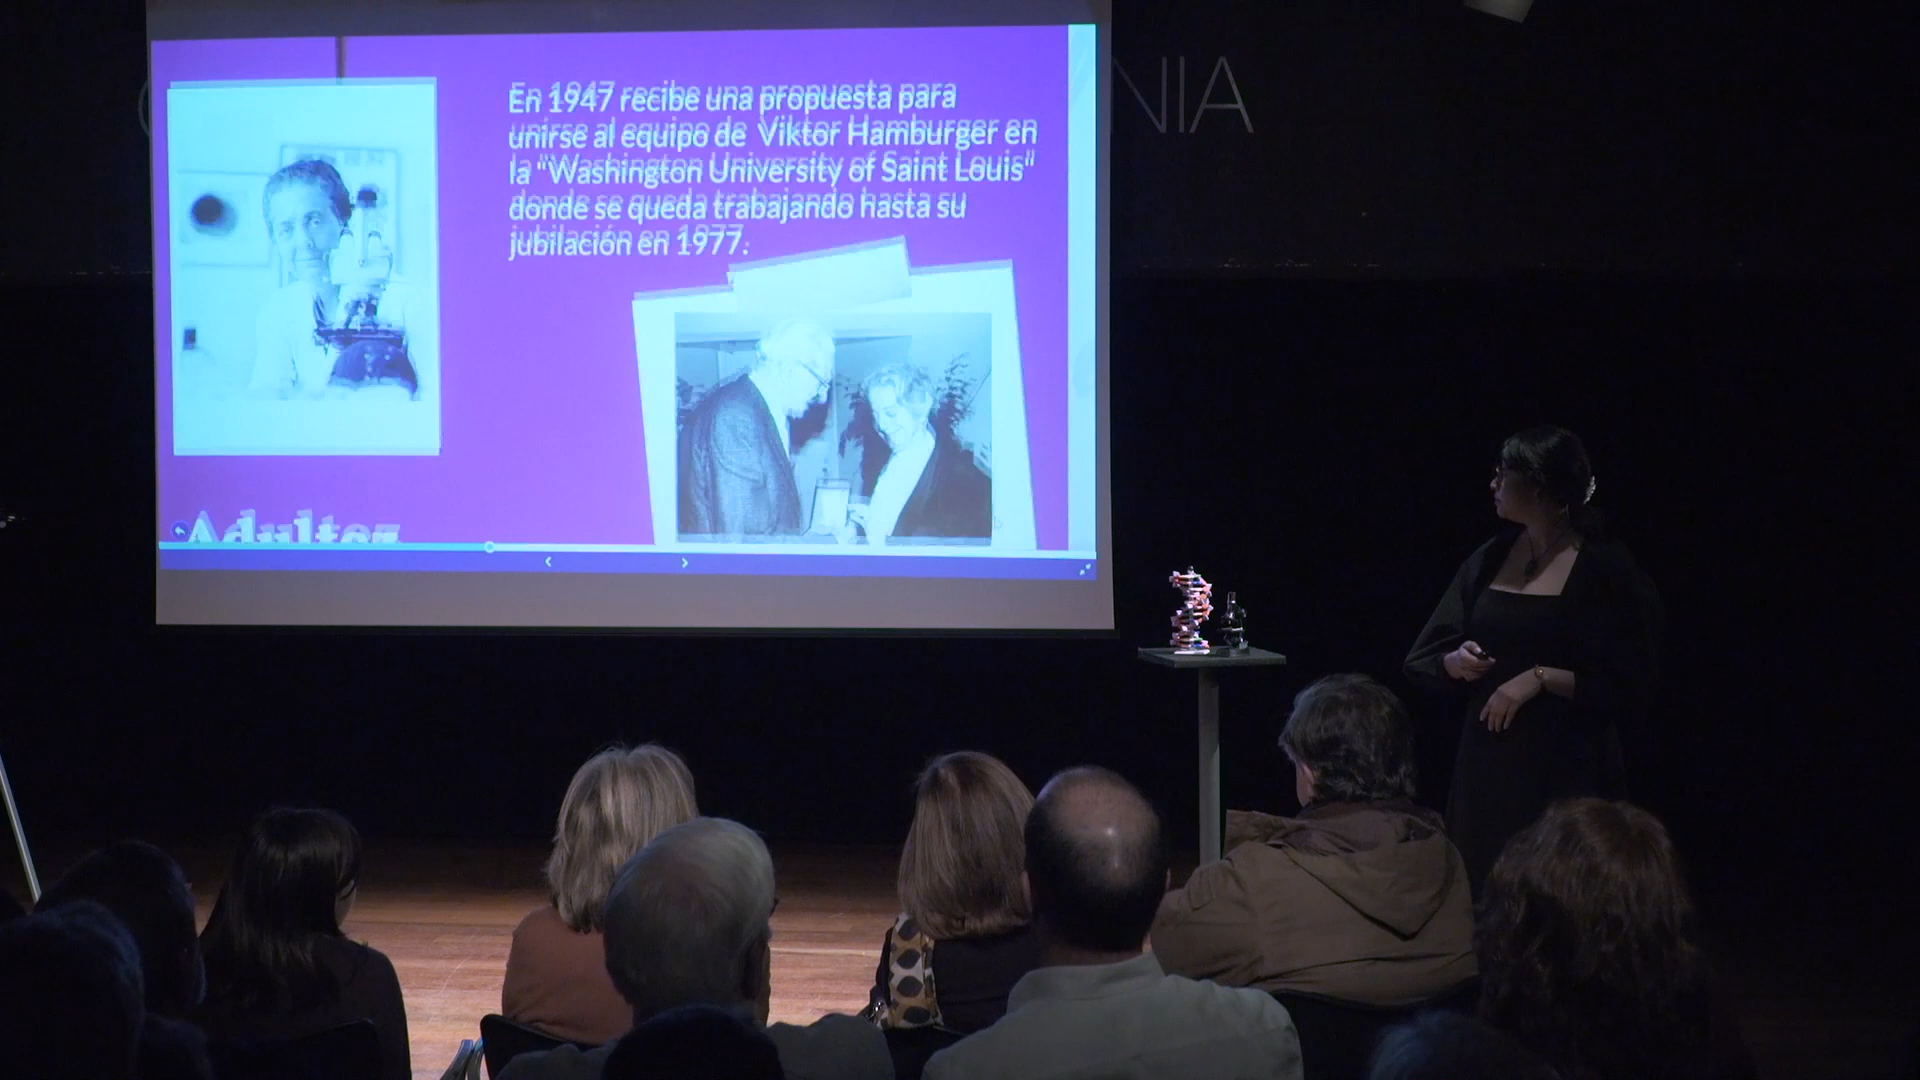 En 1947 recibe una propuesta para
unirse al equipo de Viktor Hamburger en
la "Washington University of Saint Louis"
donde se queda trabajando hasta su
jubilación en 1977.
NIA
Adultez